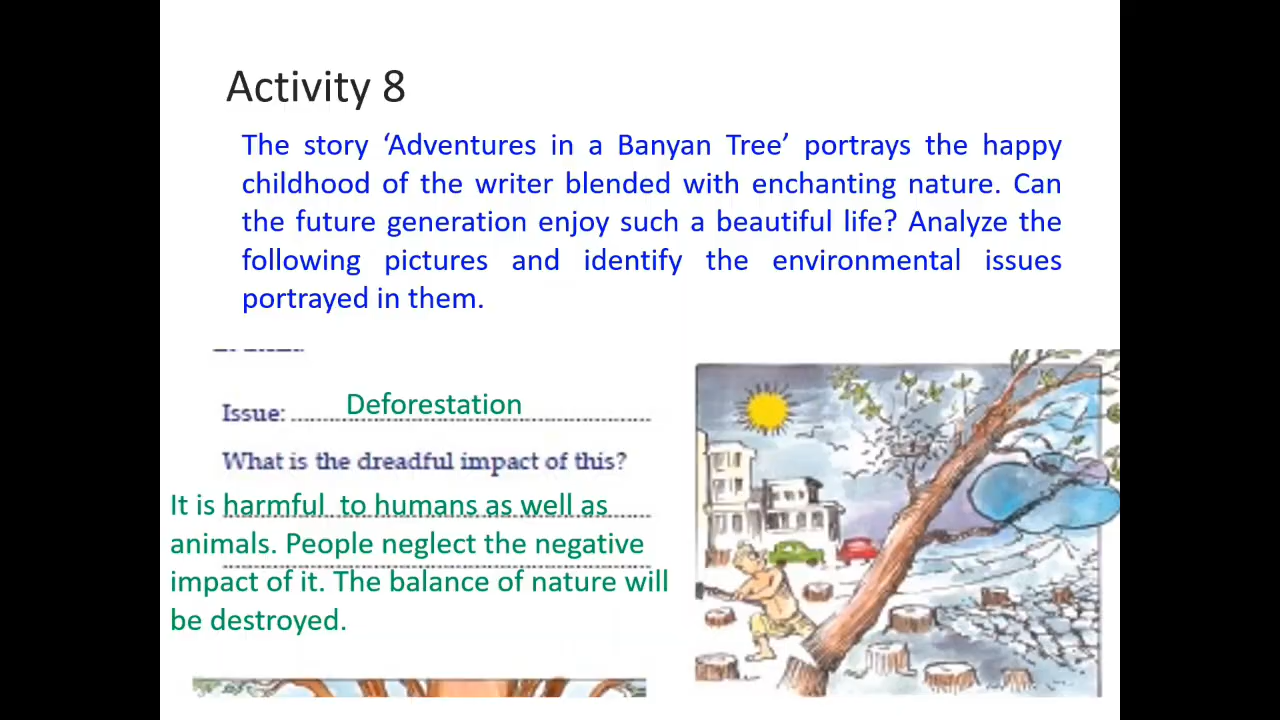 Activity 8
The story ‘Adventures in a Banyan Tree’ portrays the happy
childhood of the writer blended with enchanting nature. Can
the future generation enjoy such a beautiful life? Analyze the
following pictures and identify the environmental issues
portrayed in them.
Issue: Deforestation
What is the dreadful impact of this?
It is harmful to humans as well as
animals. People neglect the negative
impact of it. The balance of nature will
be destroyed.